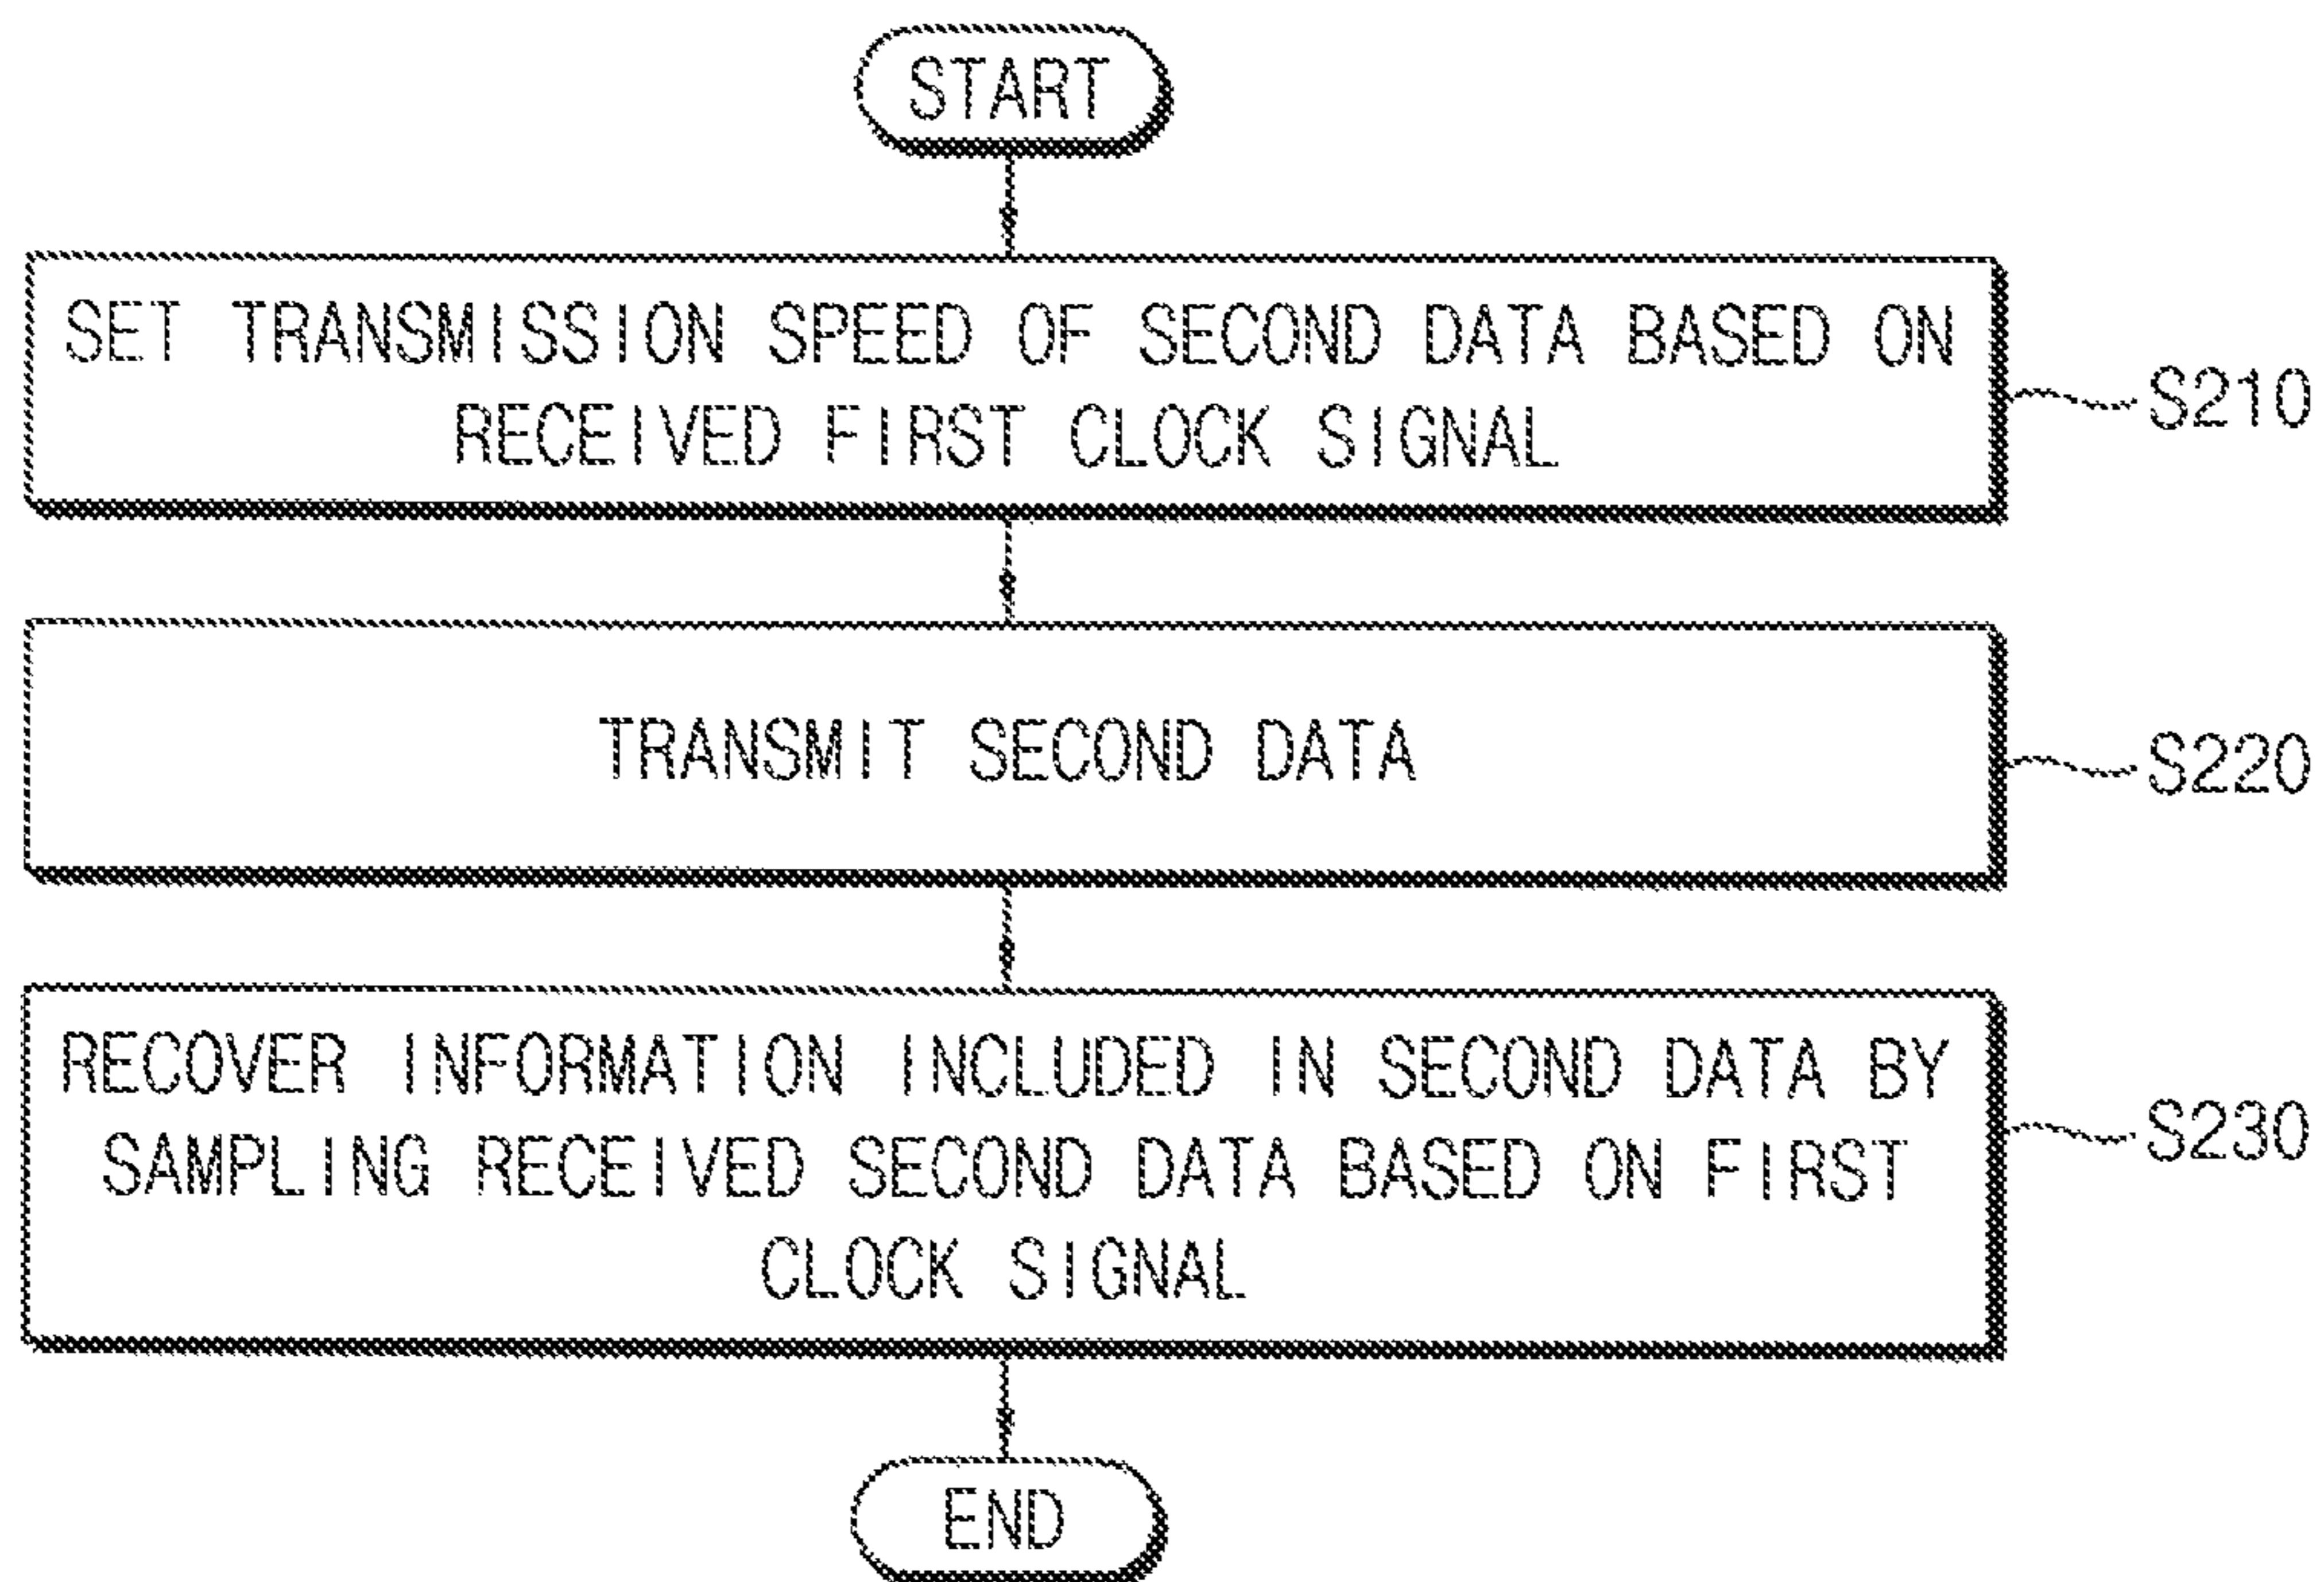 START
SET TRANSMISSION SPEED OF SECOND DATA BASED ON
RECEIVED FIRST CLOCK SIGNAL
S210
TRANSMIT SECOND DATA
S220
RECOVER INFORMATION INCLUDED IN SECOND DATA BY
SAMPLING RECEIVED SECOND DATA BASED ON FIRST
CLOCK SIGNAL
S230
END